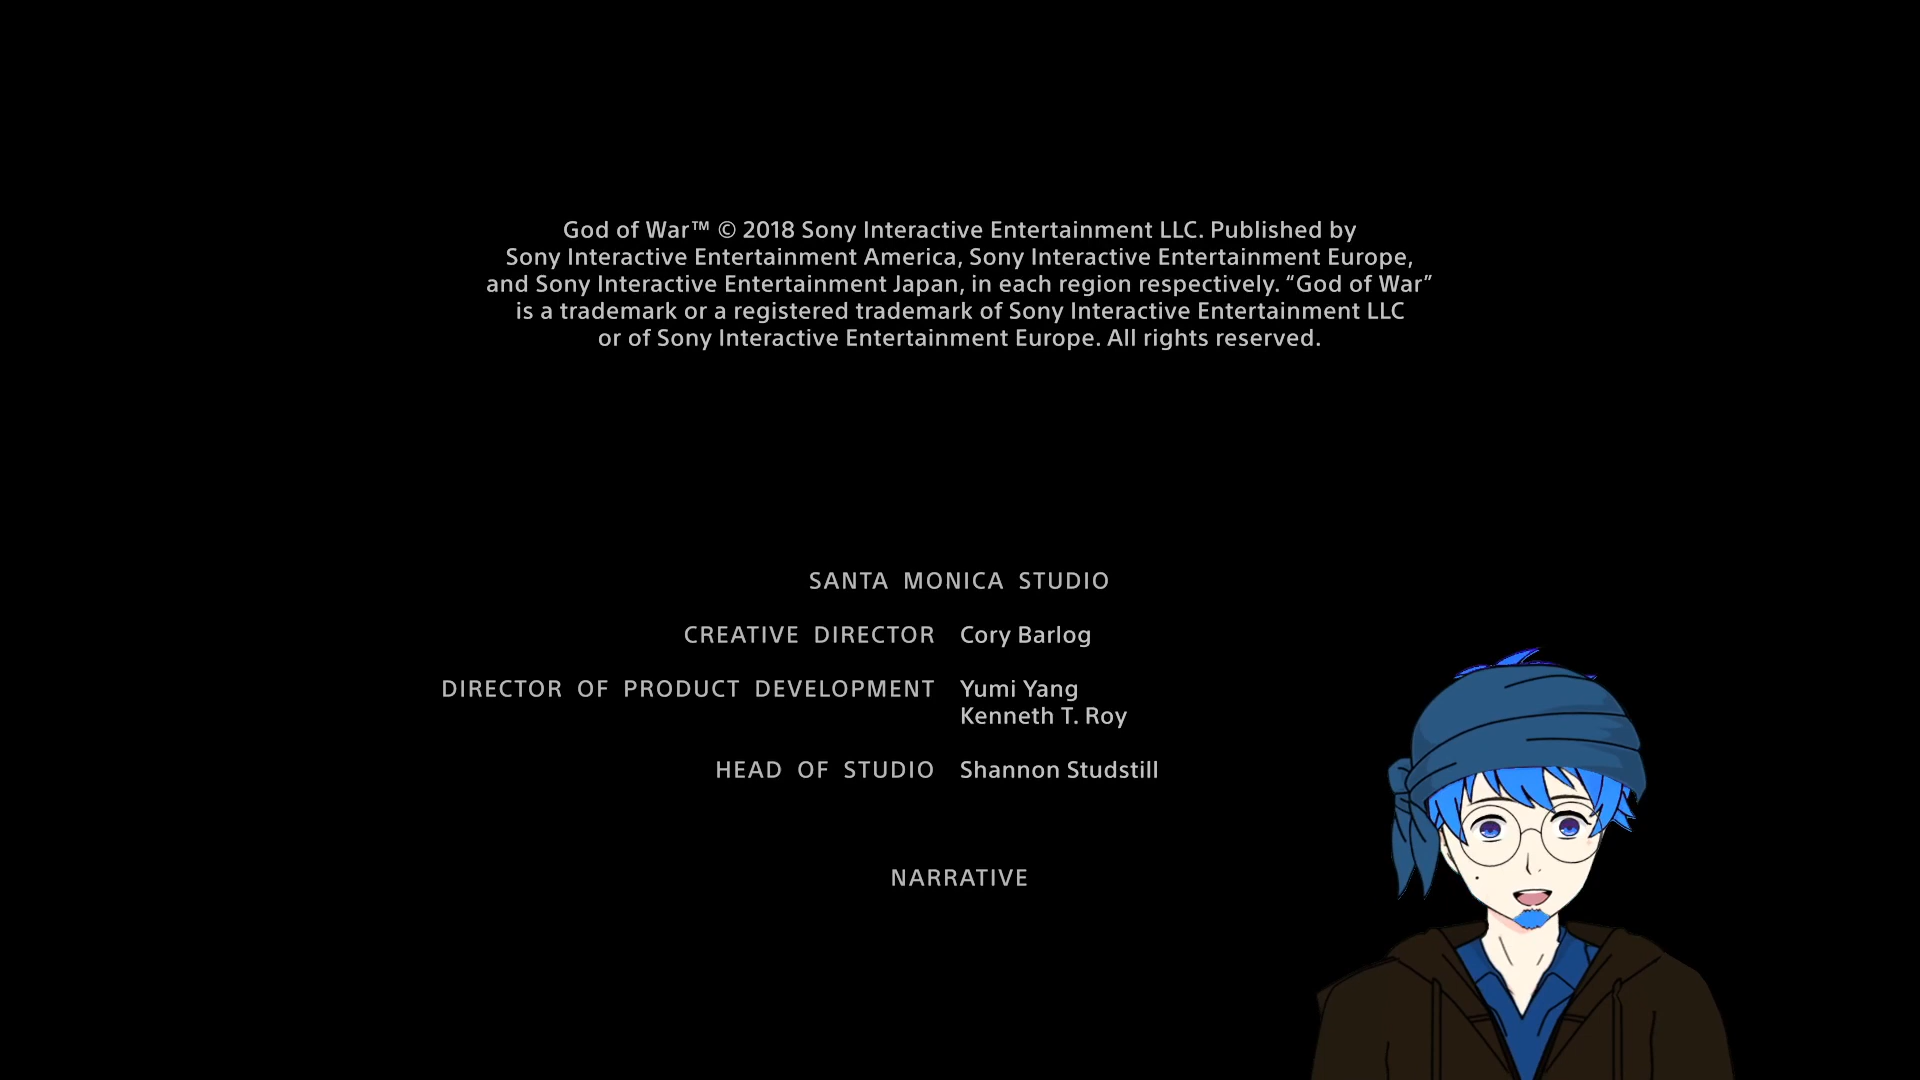 God of War™ © 2018 Sony Interactive Entertainment LLC. Published by
Sony Interactive Entertainment America, Sony Interactive Entertainment Europe,
and Sony Interactive Entertainment Japan, in each region respectively. “God of War”
is a trademark or a registered trademark of Sony Interactive Entertainment LLC
or of Sony Interactive Entertainment Europe. All rights reserved.
SANTA MONICA STUDIO
CREATIVE DIRECTOR Cory Barlog
DIRECTOR OF PRODUCT DEVELOPMENT Yumi Yang
Kenneth T. Roy
HEAD OF STUDIO Shannon Studstill
NARRATIVE